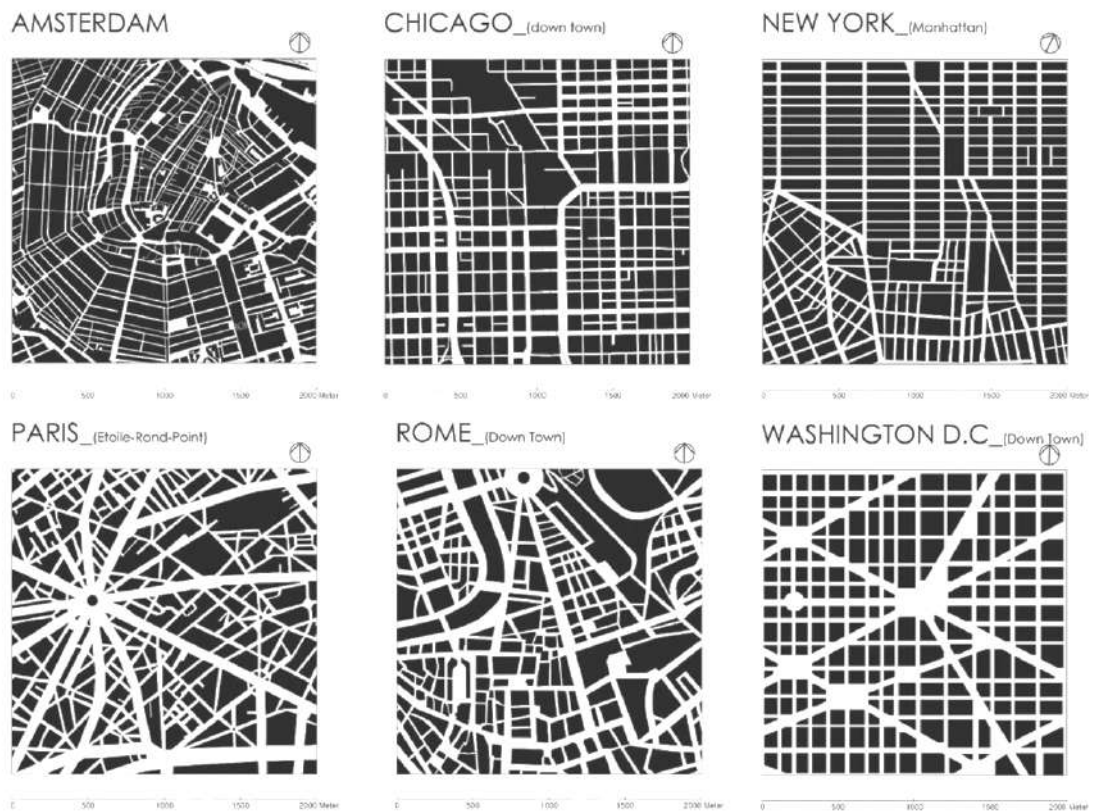 AMSTERDAM
CHICAGO_(down town)
NEW YORK_(Manhattan)
0 500 1000 1500 2000 Meter
0 500 1000 1500 2000 Meter
0 500 1000 1500 2000 Meter
PARIS_(Etoile-Rond-Point)
ROME_(Down Town)
WASHINGTON D.C_(Down Town)
0 500 1000 1500 2000 Meter
0 500 1000 1500 2000 Meter
0 500 1000 1500 2000 Meter